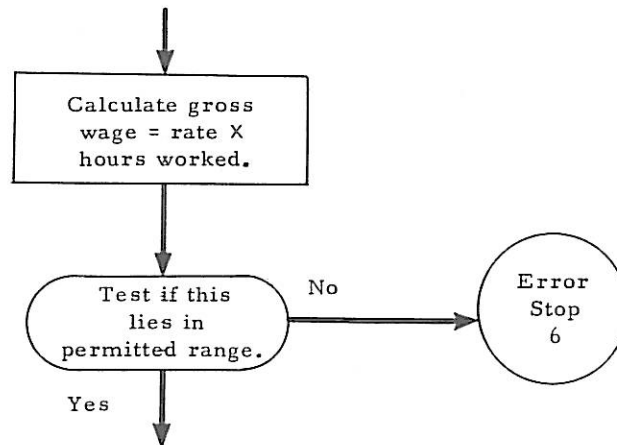 Calculate gross
wage = rate X
hours worked.
Test if this
lies in
permitted range.
No
Error
Stop
6
Yes